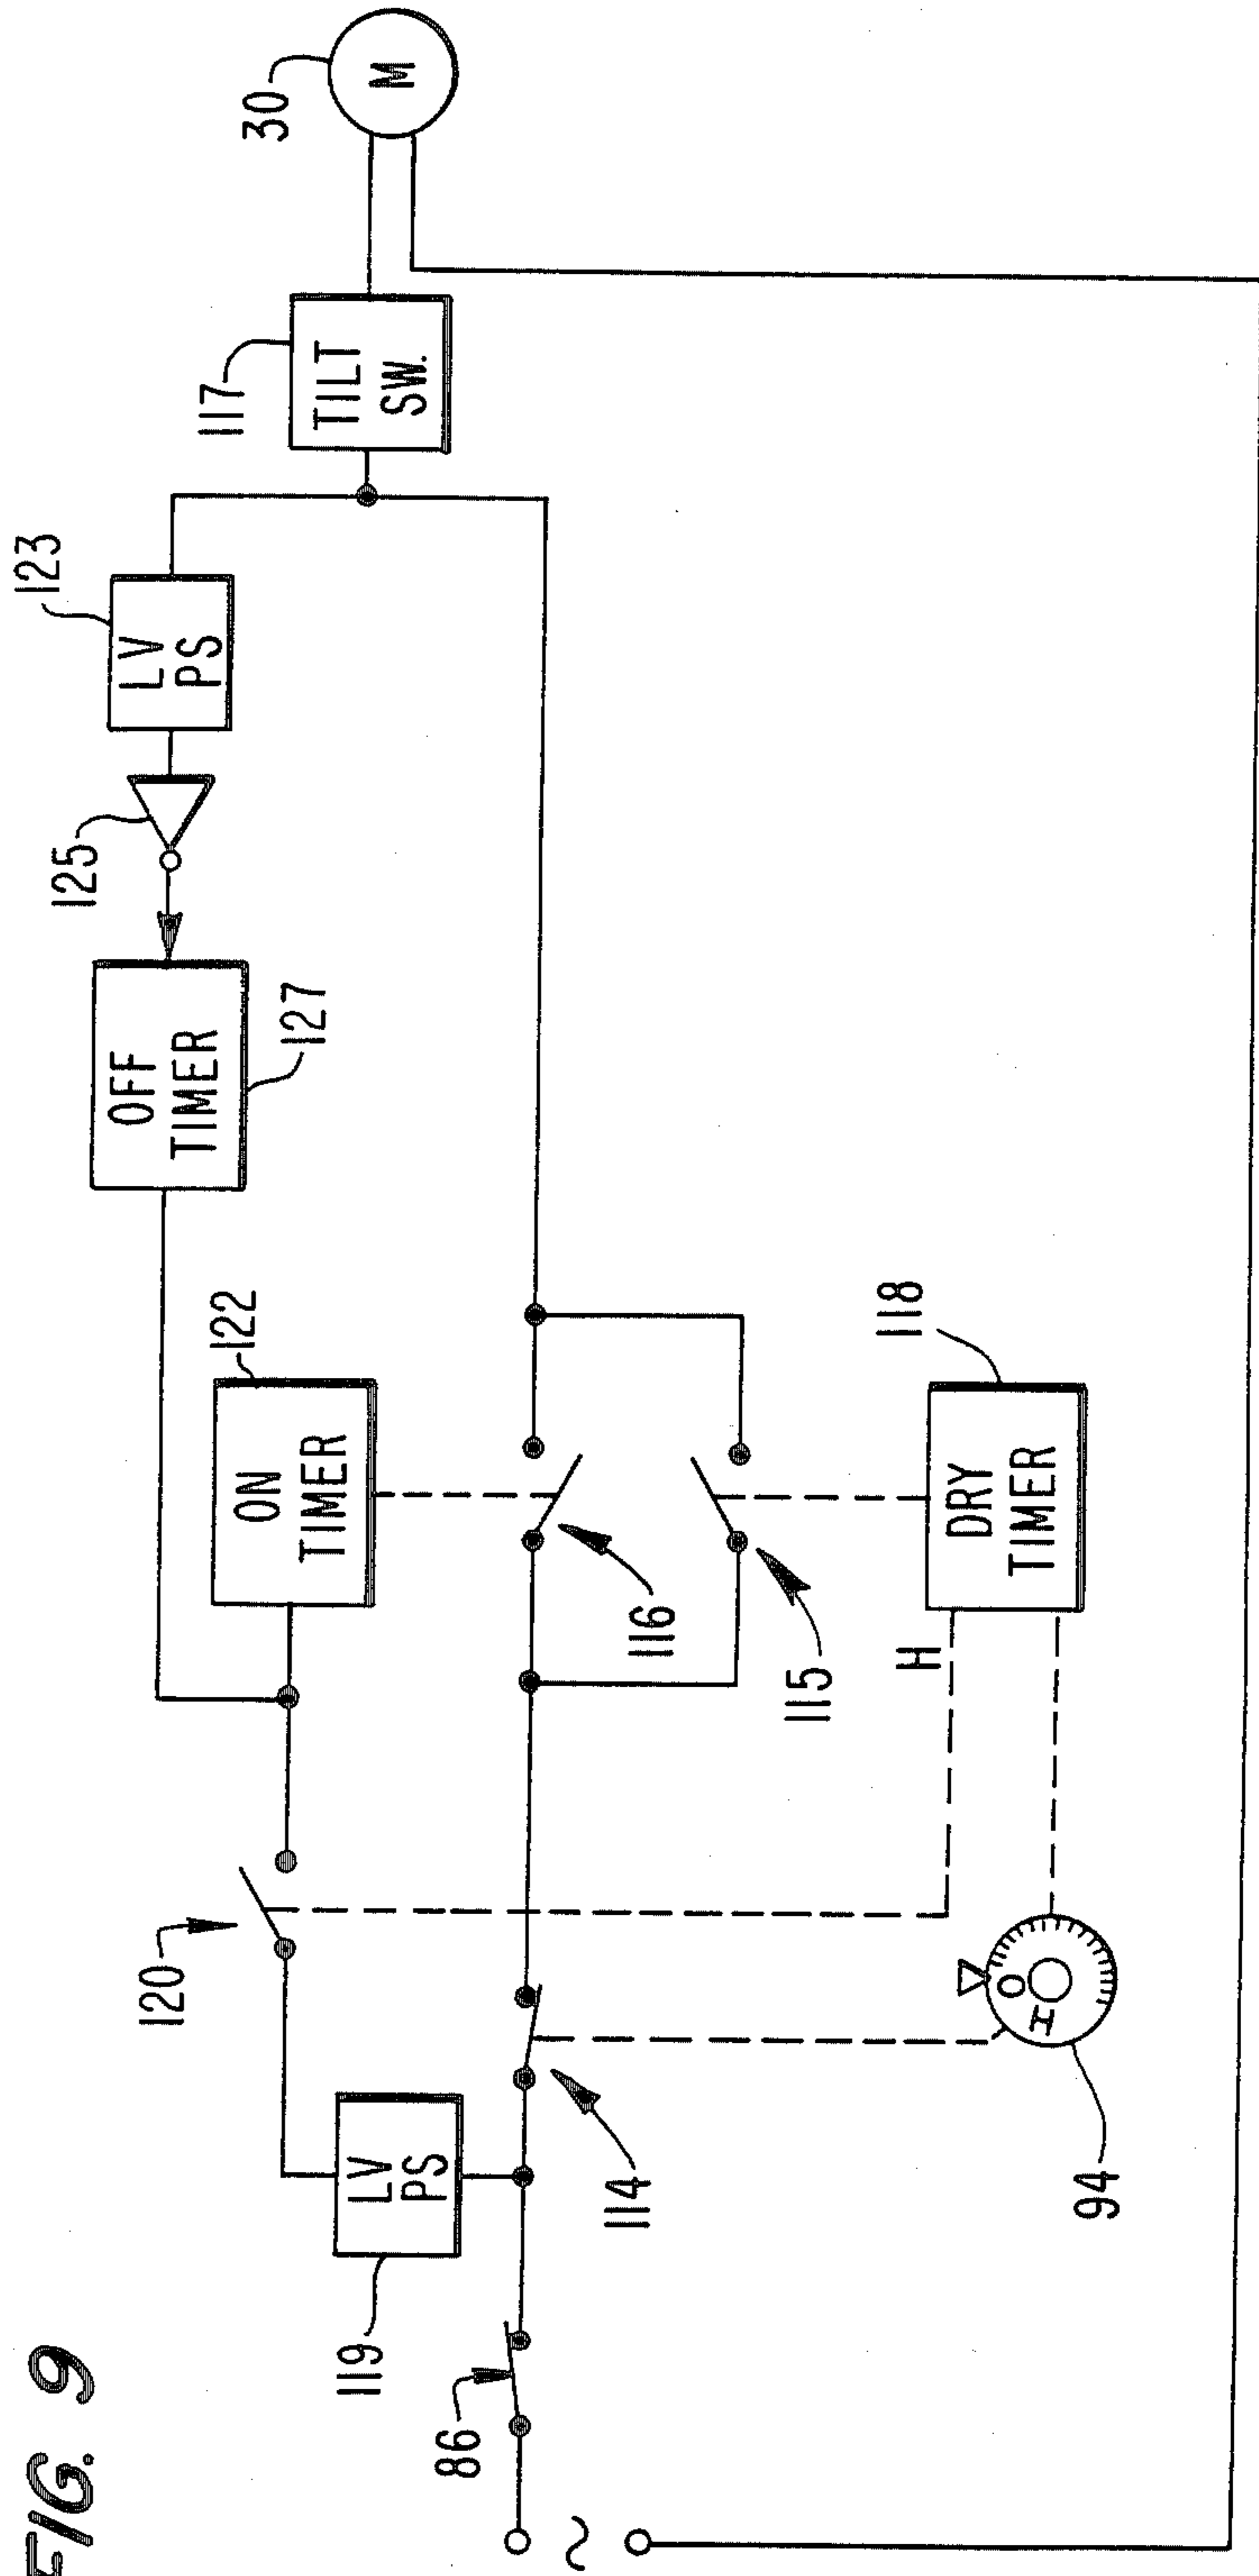 FIG. 9
86
119
LV
PS
114
120
94
O
H
H
ON
TIMER
122
116
115
DRY
TIMER
118
OFF
TIMER
127
125
LV
PS
123
TILT
SW.
117
M
30